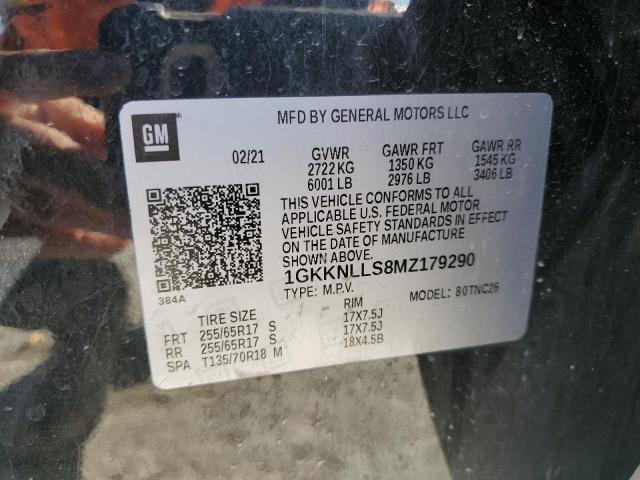 GM
MFD BY GENERAL MOTORS LLC
02/21 GVWR GAWR FRT GAWR RR
2722 KG 1350 KG 1545 KG
6001 LB 2976 LB 3406 LB
THIS VEHICLE CONFORMS TO ALL
APPLICABLE U.S. FEDERAL MOTOR
VEHICLE SAFETY STANDARDS IN EFFECT
ON THE DATE OF MANUFACTURE
SHOWN ABOVE.
1GKKNLLS8MZ179290
TYPE: M.P.V. MODEL: 80TNC26
384A
TIRE SIZE RIM
FRT 255/65R17 S 17X7.5J
RR 255/65R17 S 17X7.5J
SPA T135/70R18 M 18X4.5B